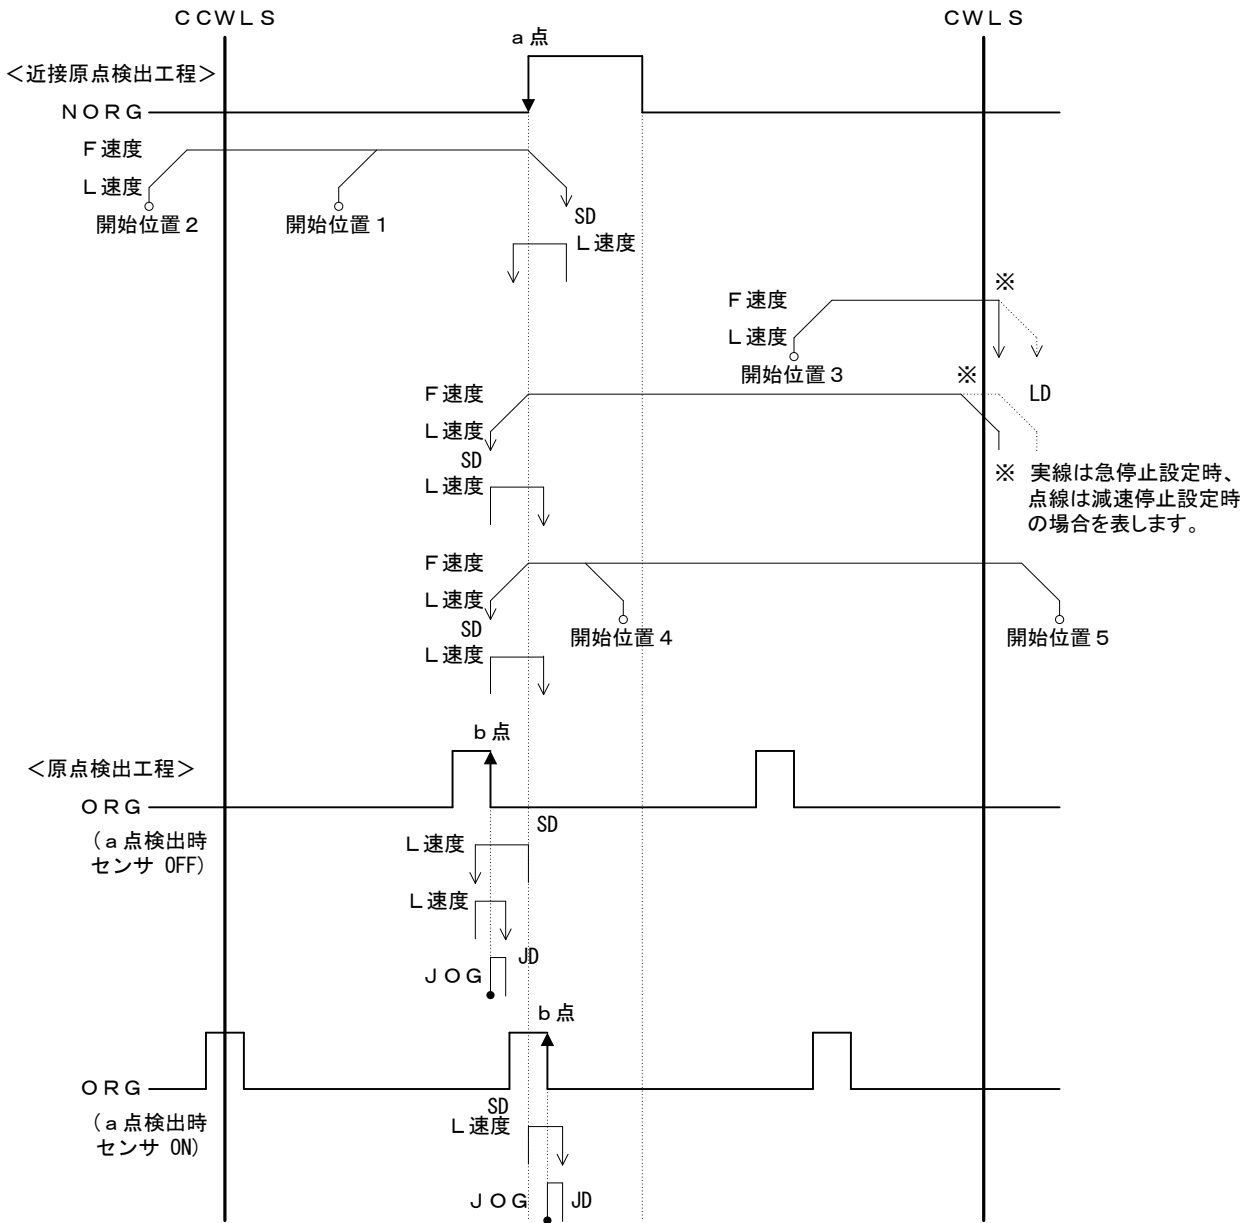 ＣＣＷＬＳ
ＣＷＬＳ
ａ点
＜近接原点検出工程＞
ＮＯＲＧ
Ｆ速度
Ｌ速度
開始位置２
開始位置１
SD
Ｌ速度
※
Ｆ速度
Ｌ速度
開始位置３
※
Ｆ速度
LD
Ｌ速度
SD
※ 実線は急停止設定時、
点線は減速停止設定時
の場合を表します。
Ｌ速度
Ｆ速度
Ｌ速度
SD
開始位置４
開始位置５
Ｌ速度
ｂ点
＜原点検出工程＞
ＯＲＧ
（ａ点検出時
センサ OFF）
SD
Ｌ速度
Ｌ速度
JD
ＪＯＧ
ｂ点
ＯＲＧ
（ａ点検出時
センサ ON）
SD
Ｌ速度
ＪＯＧ
JD